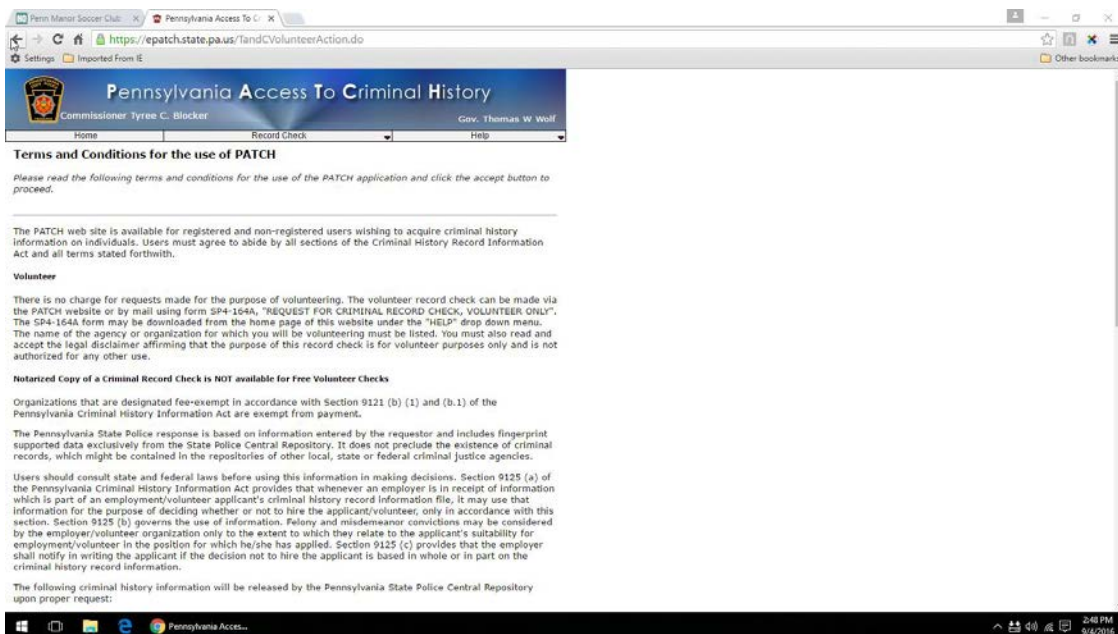 Penn Manor Soccer Club
Pennsylvania Access To Cr
https://epatch.state.pa.us/TandCVolunteerAction.do
Settings Imported From IE Other bookmarks
Pennsylvania Access To Criminal History
Commissioner Tyree C. Blocker Gov. Thomas W Wolf
Home Record Check Help
Terms and Conditions for the use of PATCH
Please read the following terms and conditions for the use of the PATCH application and click the accept button to
proceed.
The PATCH web site is available for registered and non-registered users wishing to acquire criminal history
information on individuals. Users must agree to abide by all sections of the Criminal History Record Information
Act and all terms stated forthwith.
Volunteer
There is no charge for requests made for the purpose of volunteering. The volunteer record check can be made via
the PATCH website or by mail using form SP4-164A, "REQUEST FOR CRIMINAL RECORD CHECK, VOLUNTEER ONLY".
The SP4-164A form may be downloaded from the home page of this website under the "HELP" drop down menu.
The name of the agency or organization for which you will be volunteering must be listed. You must also read and
accept the legal disclaimer affirming that the purpose of this record check is for volunteer purposes only and is not
authorized for any other use.
Notarized Copy of a Criminal Record Check is NOT available for Free Volunteer Checks
Organizations that are designated fee-exempt in accordance with Section 9121 (b) (1) and (b.1) of the
Pennsylvania Criminal History Information Act are exempt from payment.
The Pennsylvania State Police response is based on information entered by the requestor and includes fingerprint
supported data exclusively from the State Police Central Repository. It does not preclude the existence of criminal
records, which might be contained in the repositories of other local, state or federal criminal justice agencies.
Users should consult state and federal laws before using this information in making decisions. Section 9125 (a) of
the Pennsylvania Criminal History Information Act provides that whenever an employer is in receipt of information
which is part of an employment/volunteer applicant's criminal history record information file, it may use that
information for the purpose of deciding whether or not to hire the applicant/volunteer, only in accordance with this
section. Section 9125 (b) governs the use of information. Felony and misdemeanor convictions may be considered
by the employer/volunteer organization only to the extent to which they relate to the applicant's suitability for
employment/volunteer in the position for which he/she has applied. Section 9125 (c) provides that the employer
shall notify in writing the applicant if the decision not to hire the applicant is based in whole or in part on the
criminal history record information.
The following criminal history information will be released by the Pennsylvania State Police Central Repository
upon proper request:
Pennsylvania Acces... 2:48 PM
9/4/2016